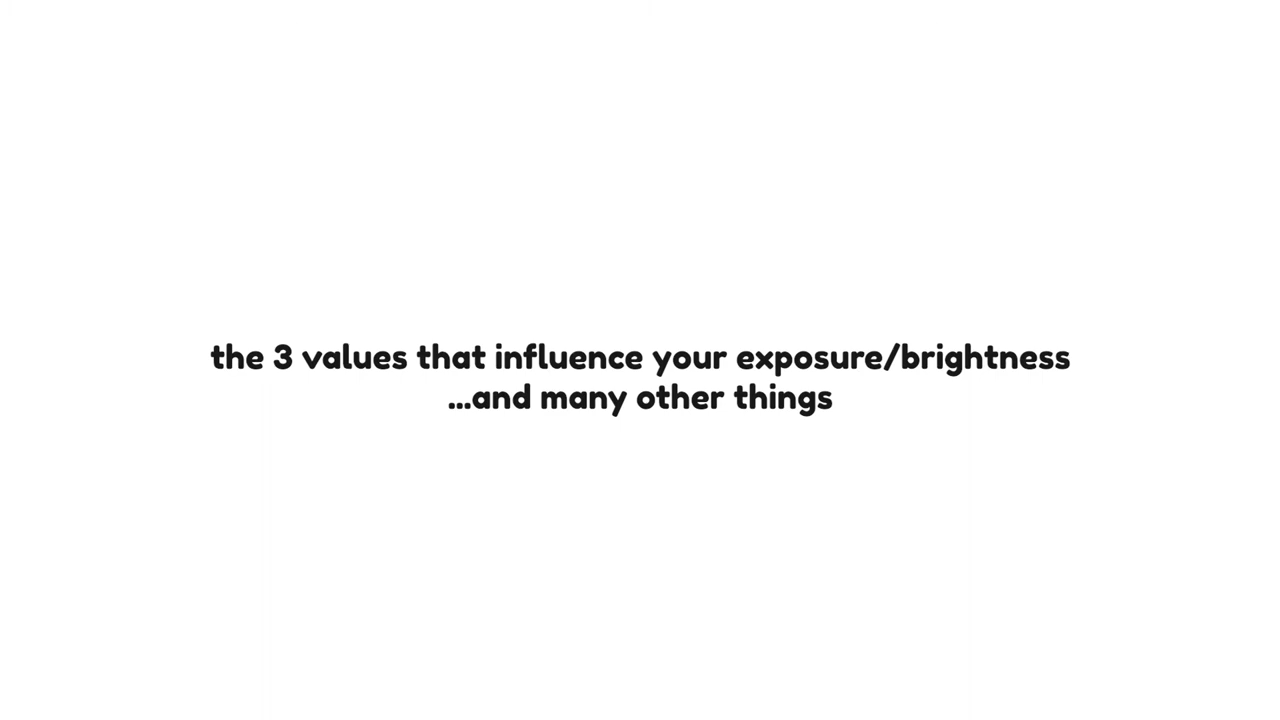 the 3 values that influence your exposure/brightness
...and many other things